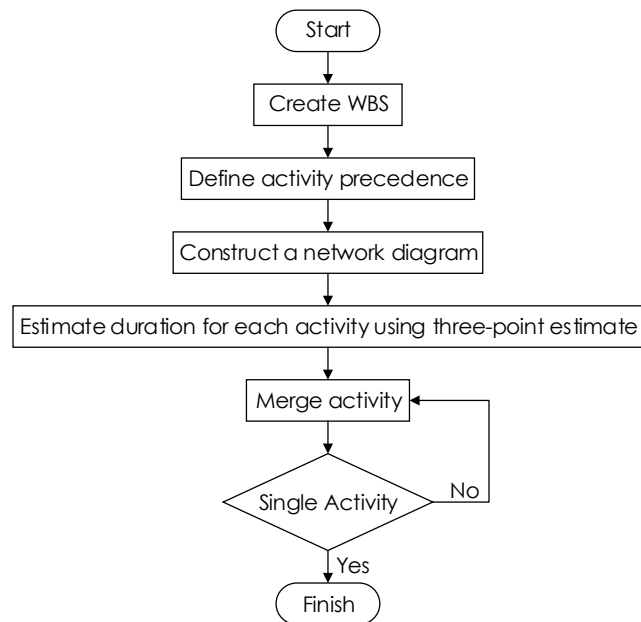 Start
Create WBS
Define activity precedence
Construct a network diagram
Estimate duration for each activity using three-point estimate
Merge activity
Single Activity
No
Yes
Finish